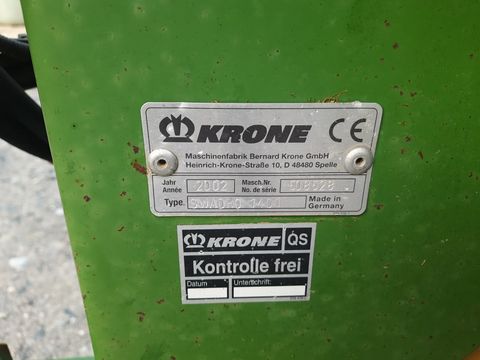 KRONE CE
Maschinenfabrik Bernard Krone GmbH
Heinrich-Krone-Straße 10, D 48480 Spelle
Jahr Année 2002 Masch.Nr. No. de série
Type. Made in Germany
KRONE QS
Kontrolle frei
Datum Unterschrift: